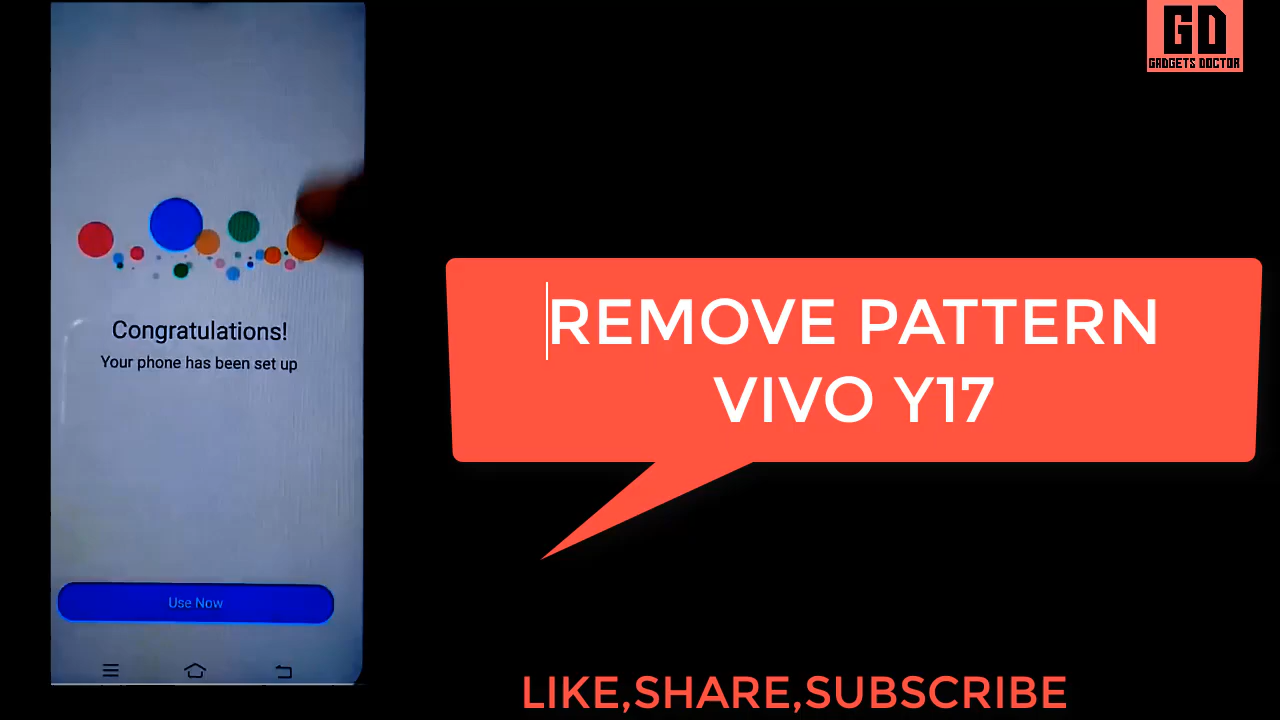 GD
GADGETS DOCTOR
Congratulations!
Your phone has been set up
Use Now
REMOVE PATTERN
VIVO Y17
LIKE,SHARE,SUBSCRIBE